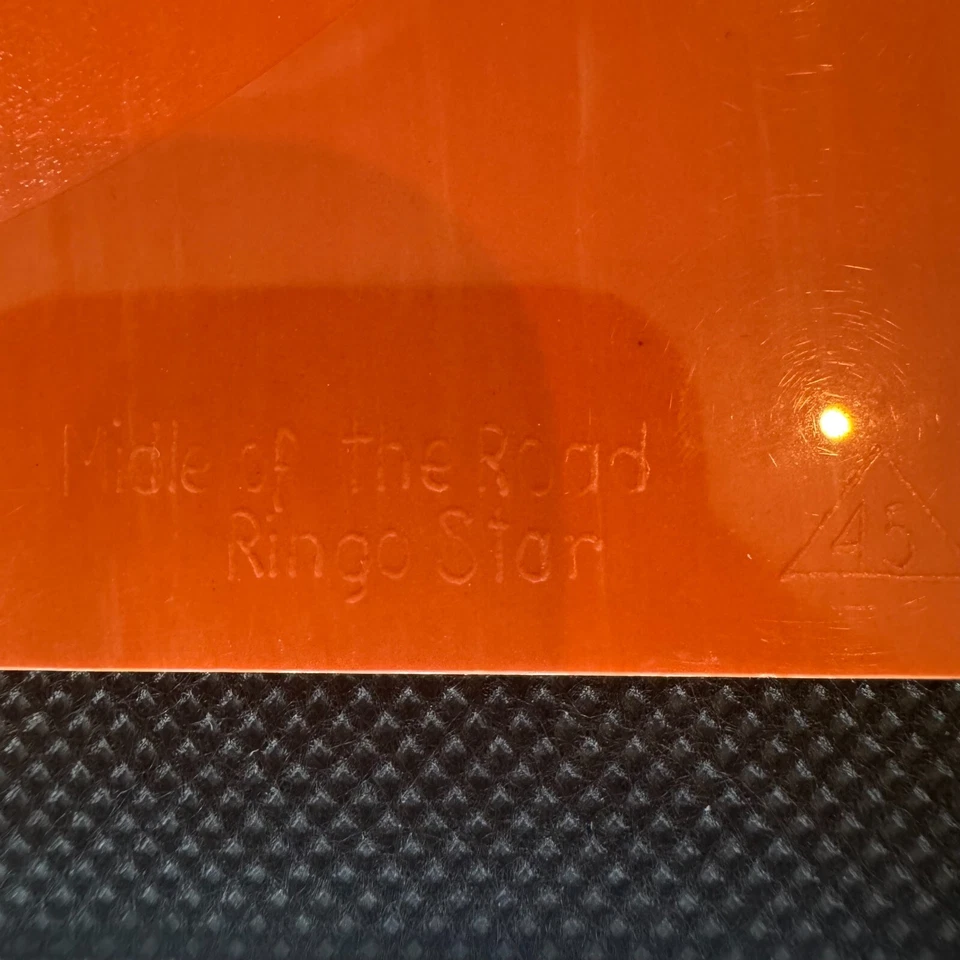 Midle of the Road
Ringo Star
45